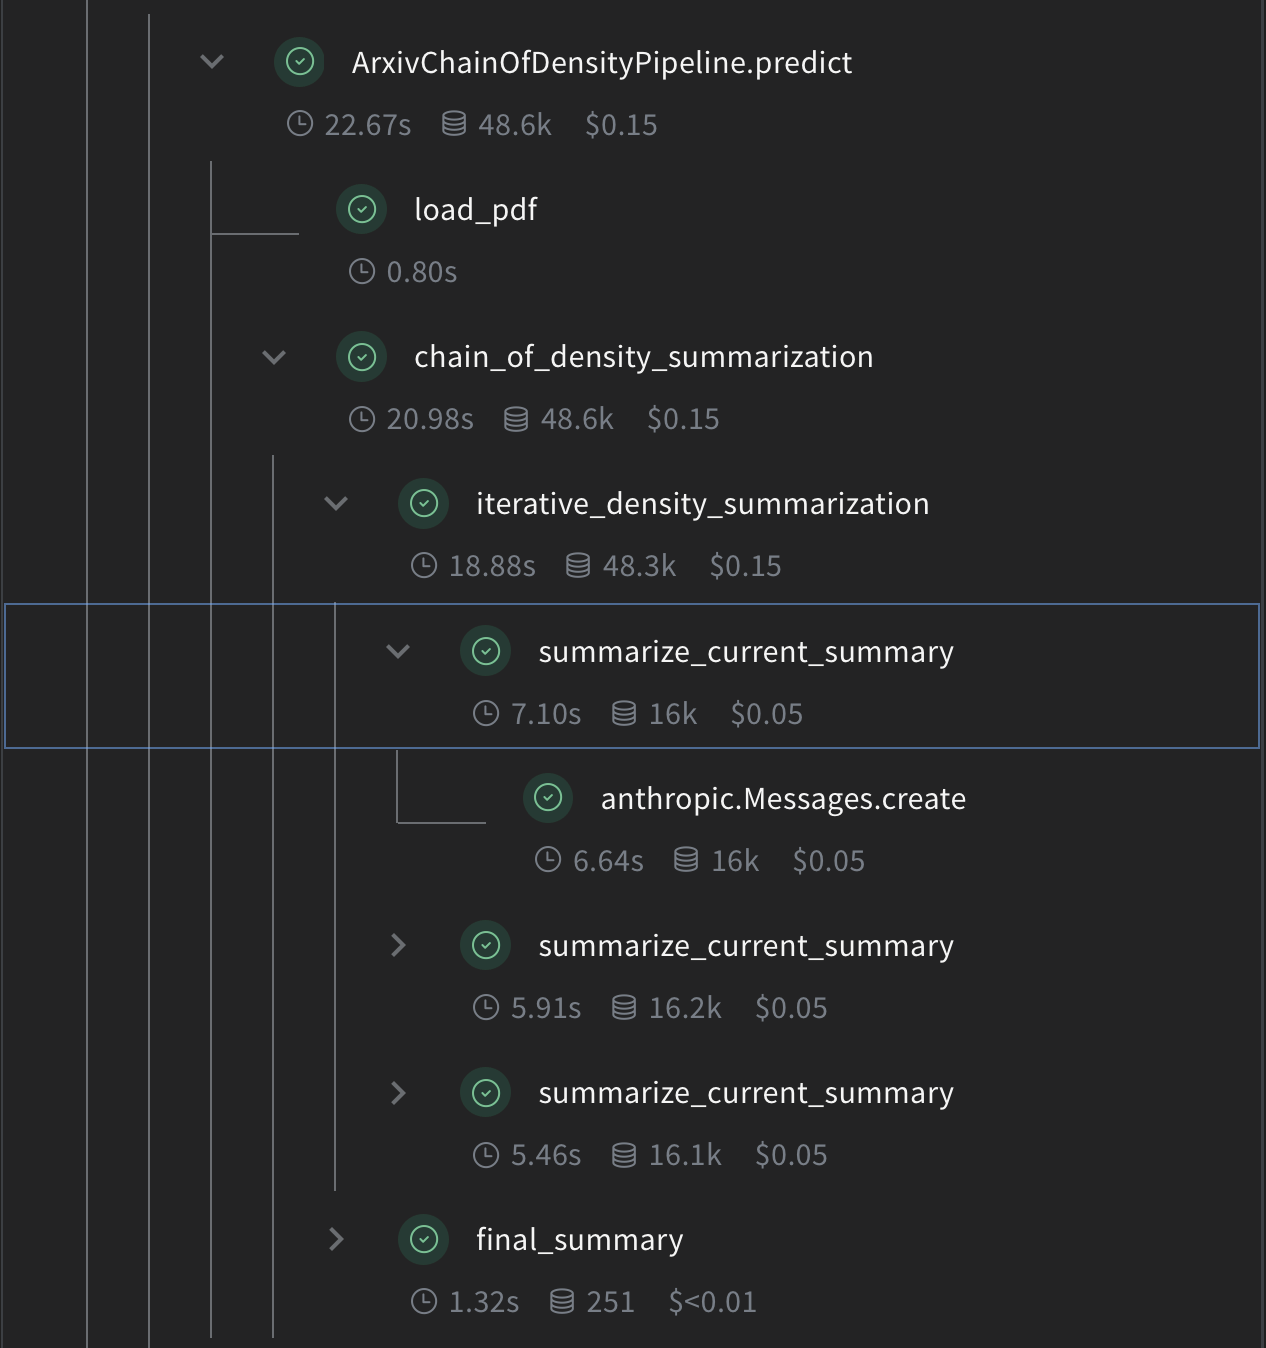 ArxivChainOfDensityPipeline.predict
22.67s 48.6k $0.15
load_pdf
0.80s
chain_of_density_summarization
20.98s 48.6k $0.15
iterative_density_summarization
18.88s 48.3k $0.15
summarize_current_summary
7.10s 16k $0.05
anthropic.Messages.create
6.64s 16k $0.05
summarize_current_summary
5.91s 16.2k $0.05
summarize_current_summary
5.46s 16.1k $0.05
final_summary
1.32s 251 $<0.01